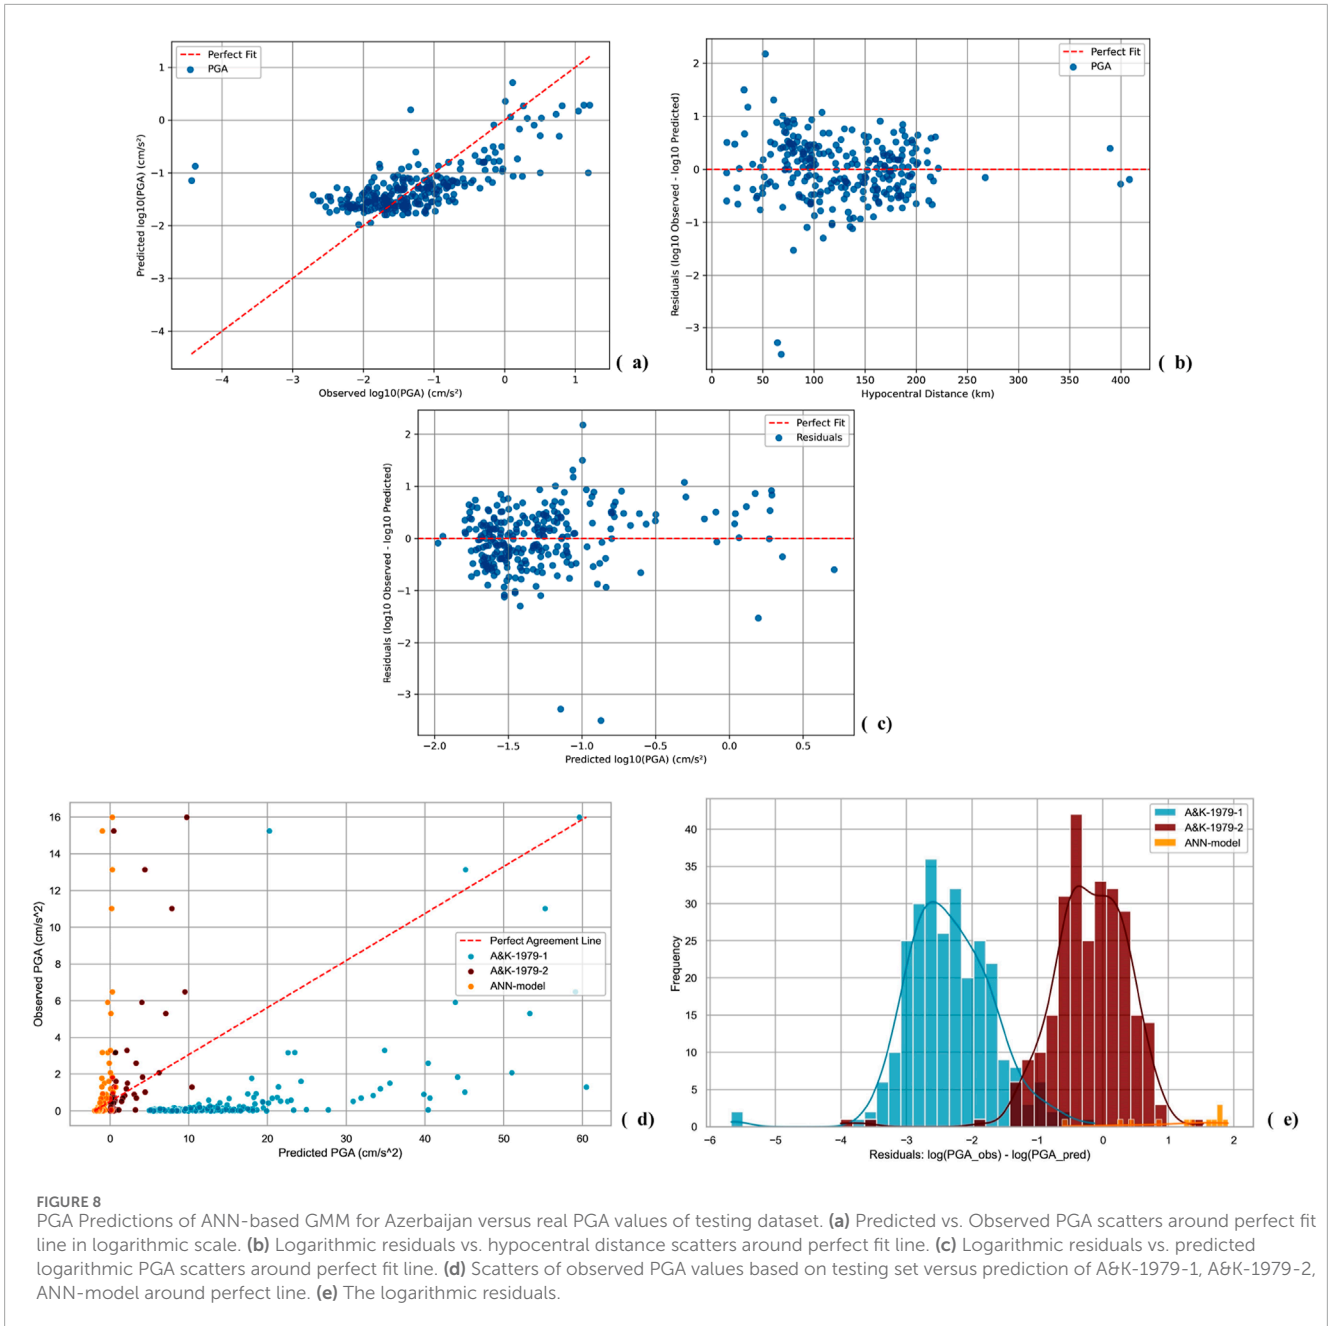 Perfect Fit
PGA
1
0
−1
−2
−3
−4
Predicted log10(PGA) (cm/s²)
−4
−3
−2
−1
0
1
Observed log10(PGA) (cm/s²)
( a)
Perfect Fit
PGA
2
1
0
−1
−2
−3
Residuals (log10 Observed - log10 Predicted)
0
50
100
150
200
250
300
350
400
Hypocentral Distance (km)
( b)
Perfect Fit
Residuals
2
1
0
−1
−2
−3
Residuals (log10 Observed - log10 Predicted)
−2.0
−1.5
−1.0
−0.5
0.0
0.5
Predicted log10(PGA) (cm/s²)
( c)
16
14
12
10
8
6
4
2
0
Observed PGA (cm/s^2)
Perfect Agreement Line
A&K-1979-1
A&K-1979-2
ANN-model
0
10
20
30
40
50
60
Predicted PGA (cm/s^2)
( d)
A&K-1979-1
A&K-1979-2
ANN-model
40
35
30
25
20
15
10
5
0
Frequency
−6
−5
−4
−3
−2
−1
0
1
2
Residuals: log(PGA_obs) - log(PGA_pred)
( e)
FIGURE 8
PGA Predictions of ANN-based GMM for Azerbaijan versus real PGA values of testing dataset. (a) Predicted vs. Observed PGA scatters around perfect fit
line in logarithmic scale. (b) Logarithmic residuals vs. hypocentral distance scatters around perfect fit line. (c) Logarithmic residuals vs. predicted
logarithmic PGA scatters around perfect fit line. (d) Scatters of observed PGA values based on testing set versus prediction of A&K-1979-1, A&K-1979-2,
ANN-model around perfect line. (e) The logarithmic residuals.